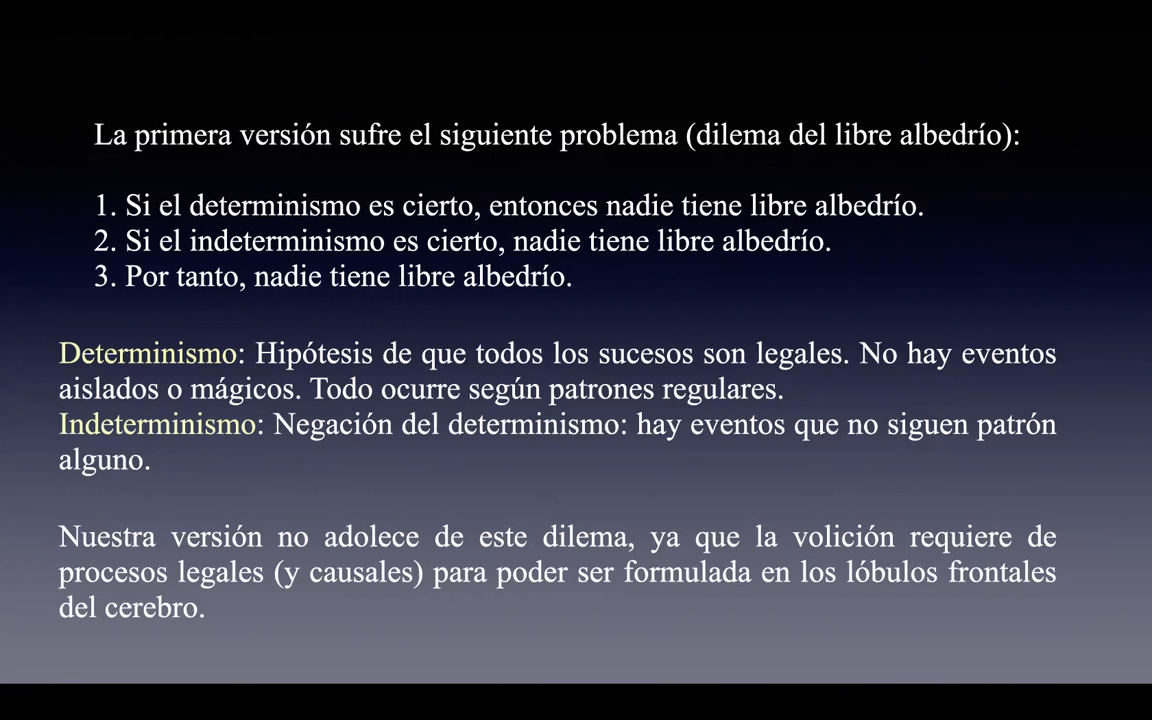 La primera versión sufre el siguiente problema (dilema del libre albedrío):
1. Si el determinismo es cierto, entonces nadie tiene libre albedrío.
2. Si el indeterminismo es cierto, nadie tiene libre albedrío.
3. Por tanto, nadie tiene libre albedrío.
Determinismo: Hipótesis de que todos los sucesos son legales. No hay eventos
aislados o mágicos. Todo ocurre según patrones regulares.
Indeterminismo: Negación del determinismo: hay eventos que no siguen patrón
alguno.
Nuestra versión no adolece de este dilema, ya que la volición requiere de
procesos legales (y causales) para poder ser formulada en los lóbulos frontales
del cerebro.